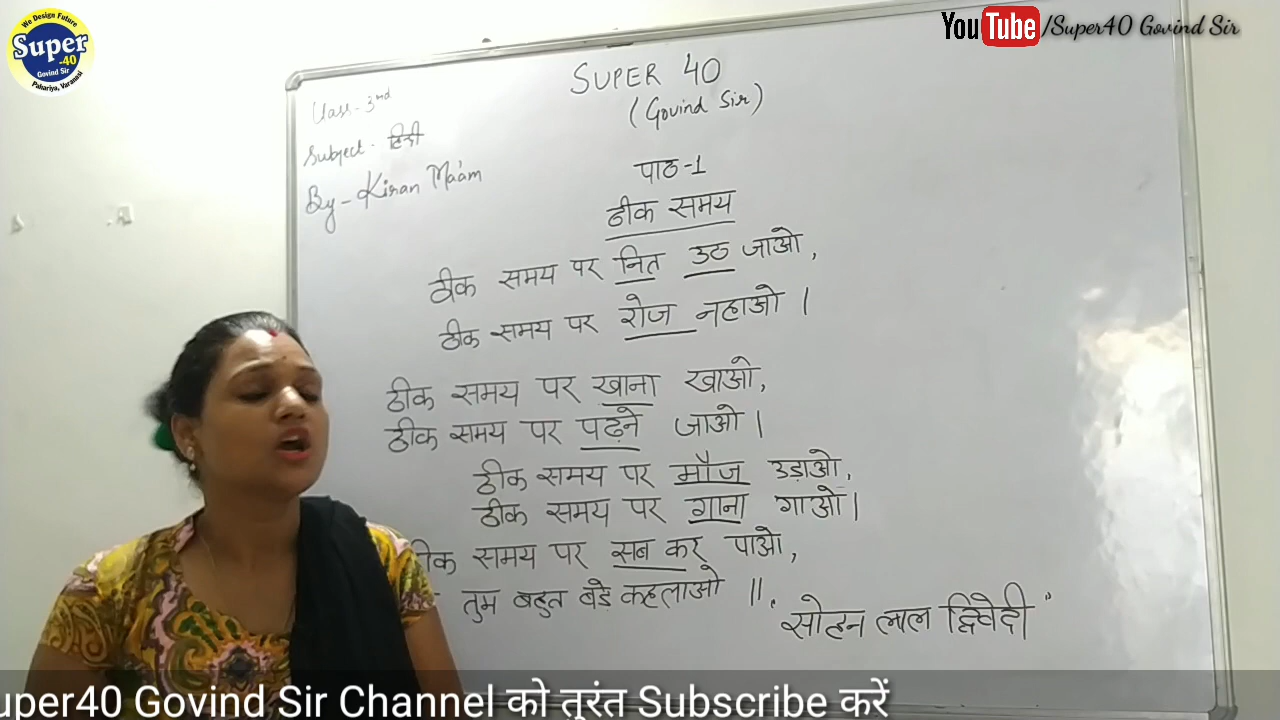 We Design Future
Super
.40
Govind Sir
Pahariya, Varanasi
YouTube/Super40 Govind Sir
SUPER 40
(Govind Sir)
Class - 3nd
Subject - हिन्दी
By - Kiran Ma'am
पाठ-1
ठीक समय
ठीक समय पर नित उठ जाओ,
ठीक समय पर रोज नहाओ।
ठीक समय पर खाना खाओ,
ठीक समय पर पढ़ने जाओ।
ठीक समय पर मौज उड़ाओ,
ठीक समय पर गाना गाओ।
ठीक समय पर सब कर पाओ,
तुम बहुत बड़े कहलाओ ॥
सोहन लाल द्विवेदी"
uper40 Govind Sir Channel को तुरंत Subscribe करें